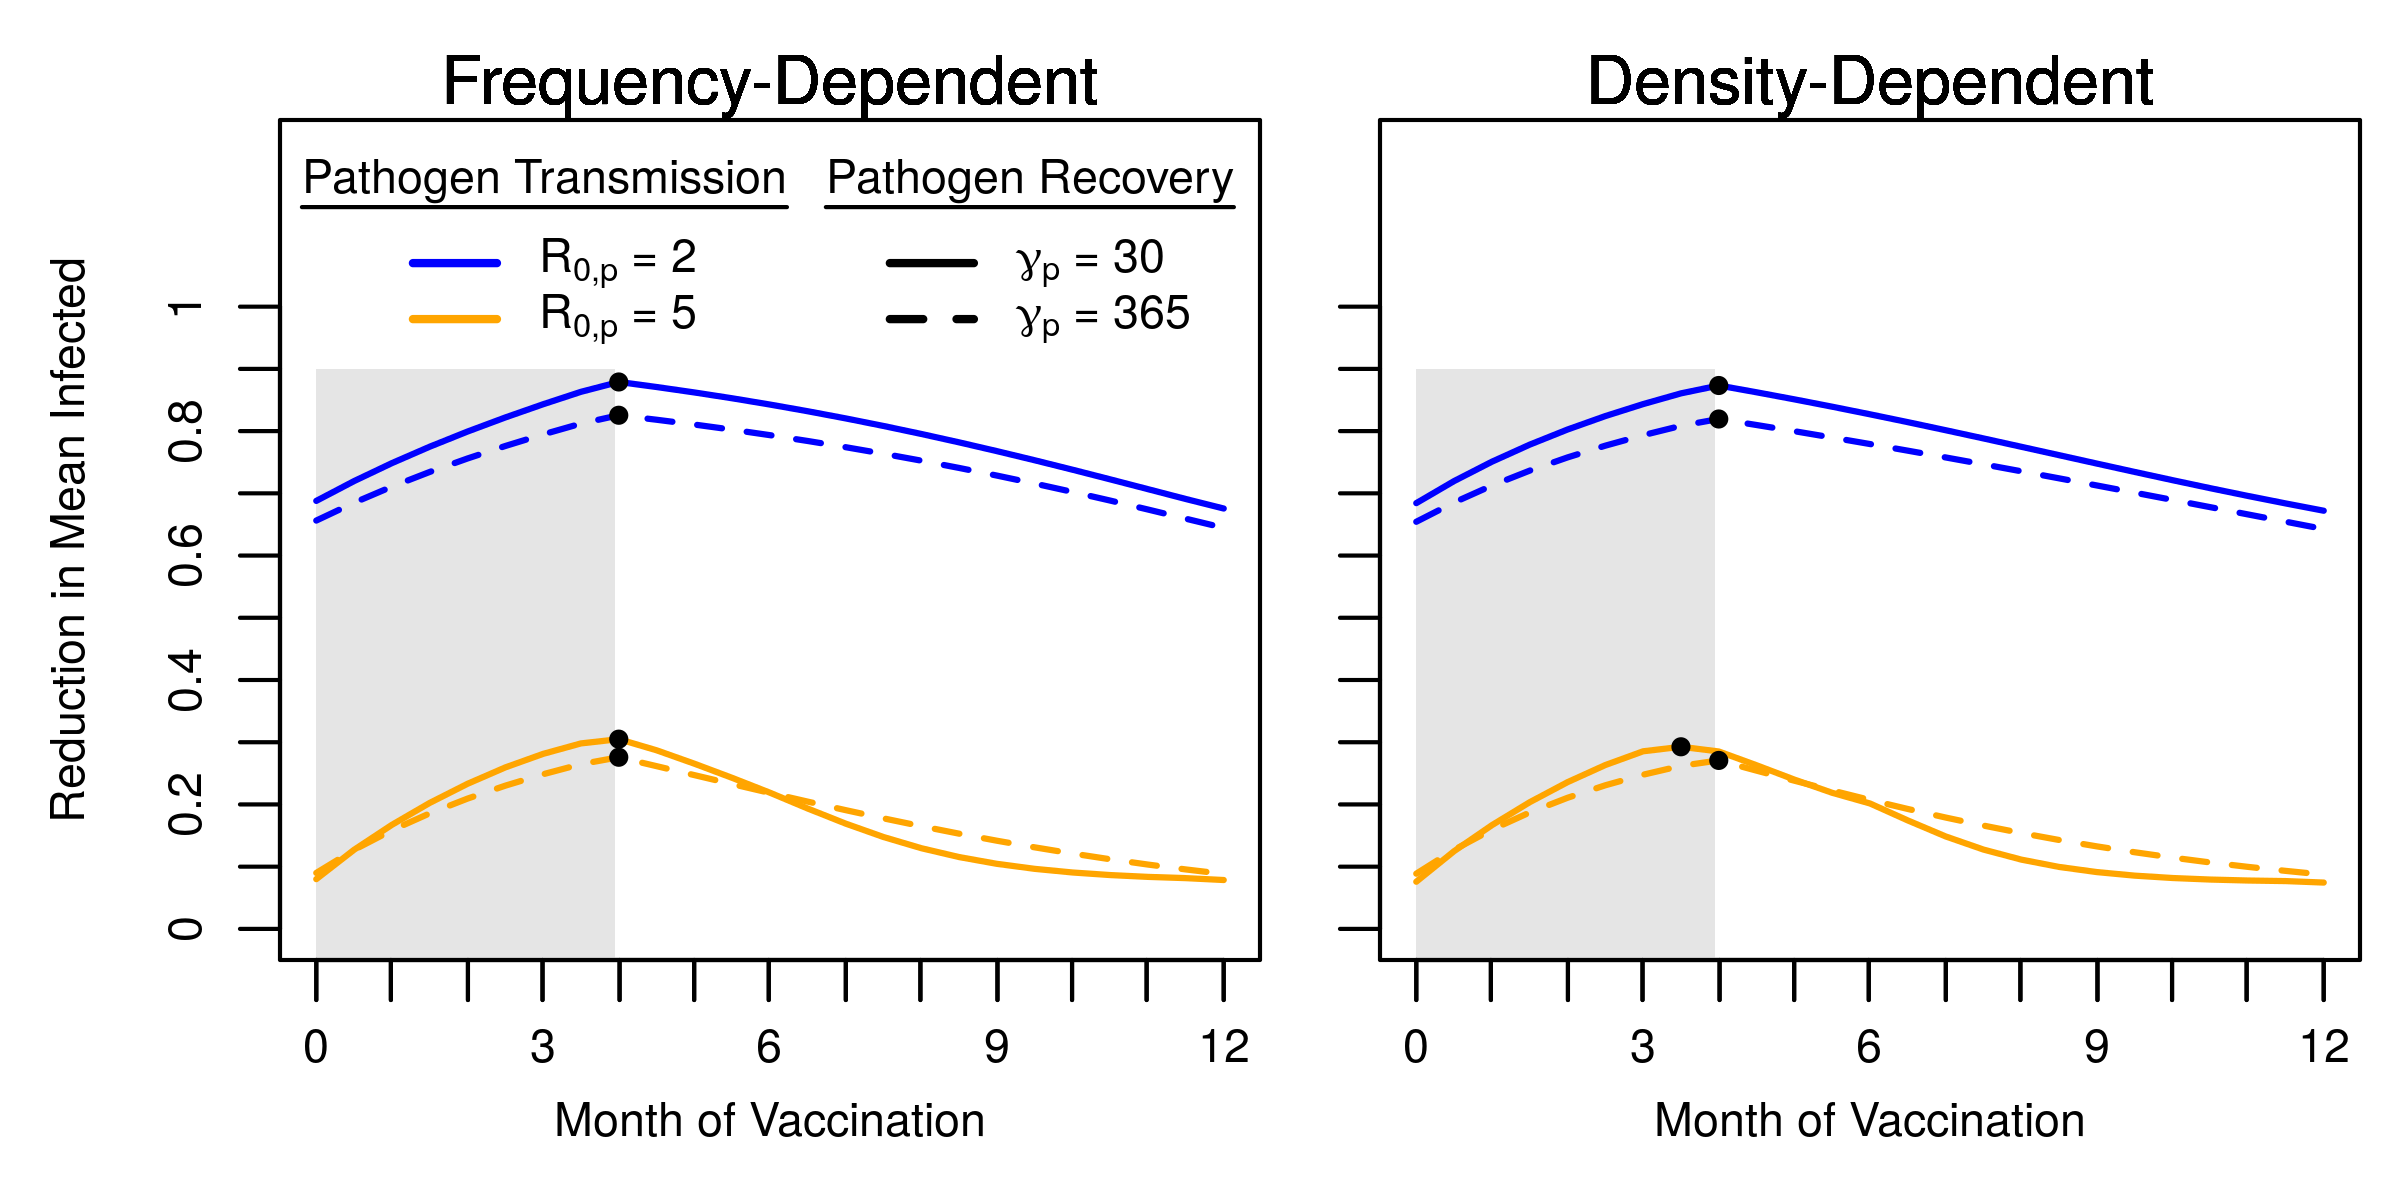 Frequency-Dependent
Density-Dependent
Pathogen Transmission
Pathogen Recovery
R0,p = 2
γp = 30
R0,p = 5
γp = 365
Reduction in Mean Infected
1
0.8
0.6
0.4
0.2
0
0 3 6 9 12
0 3 6 9 12
Month of Vaccination
Month of Vaccination